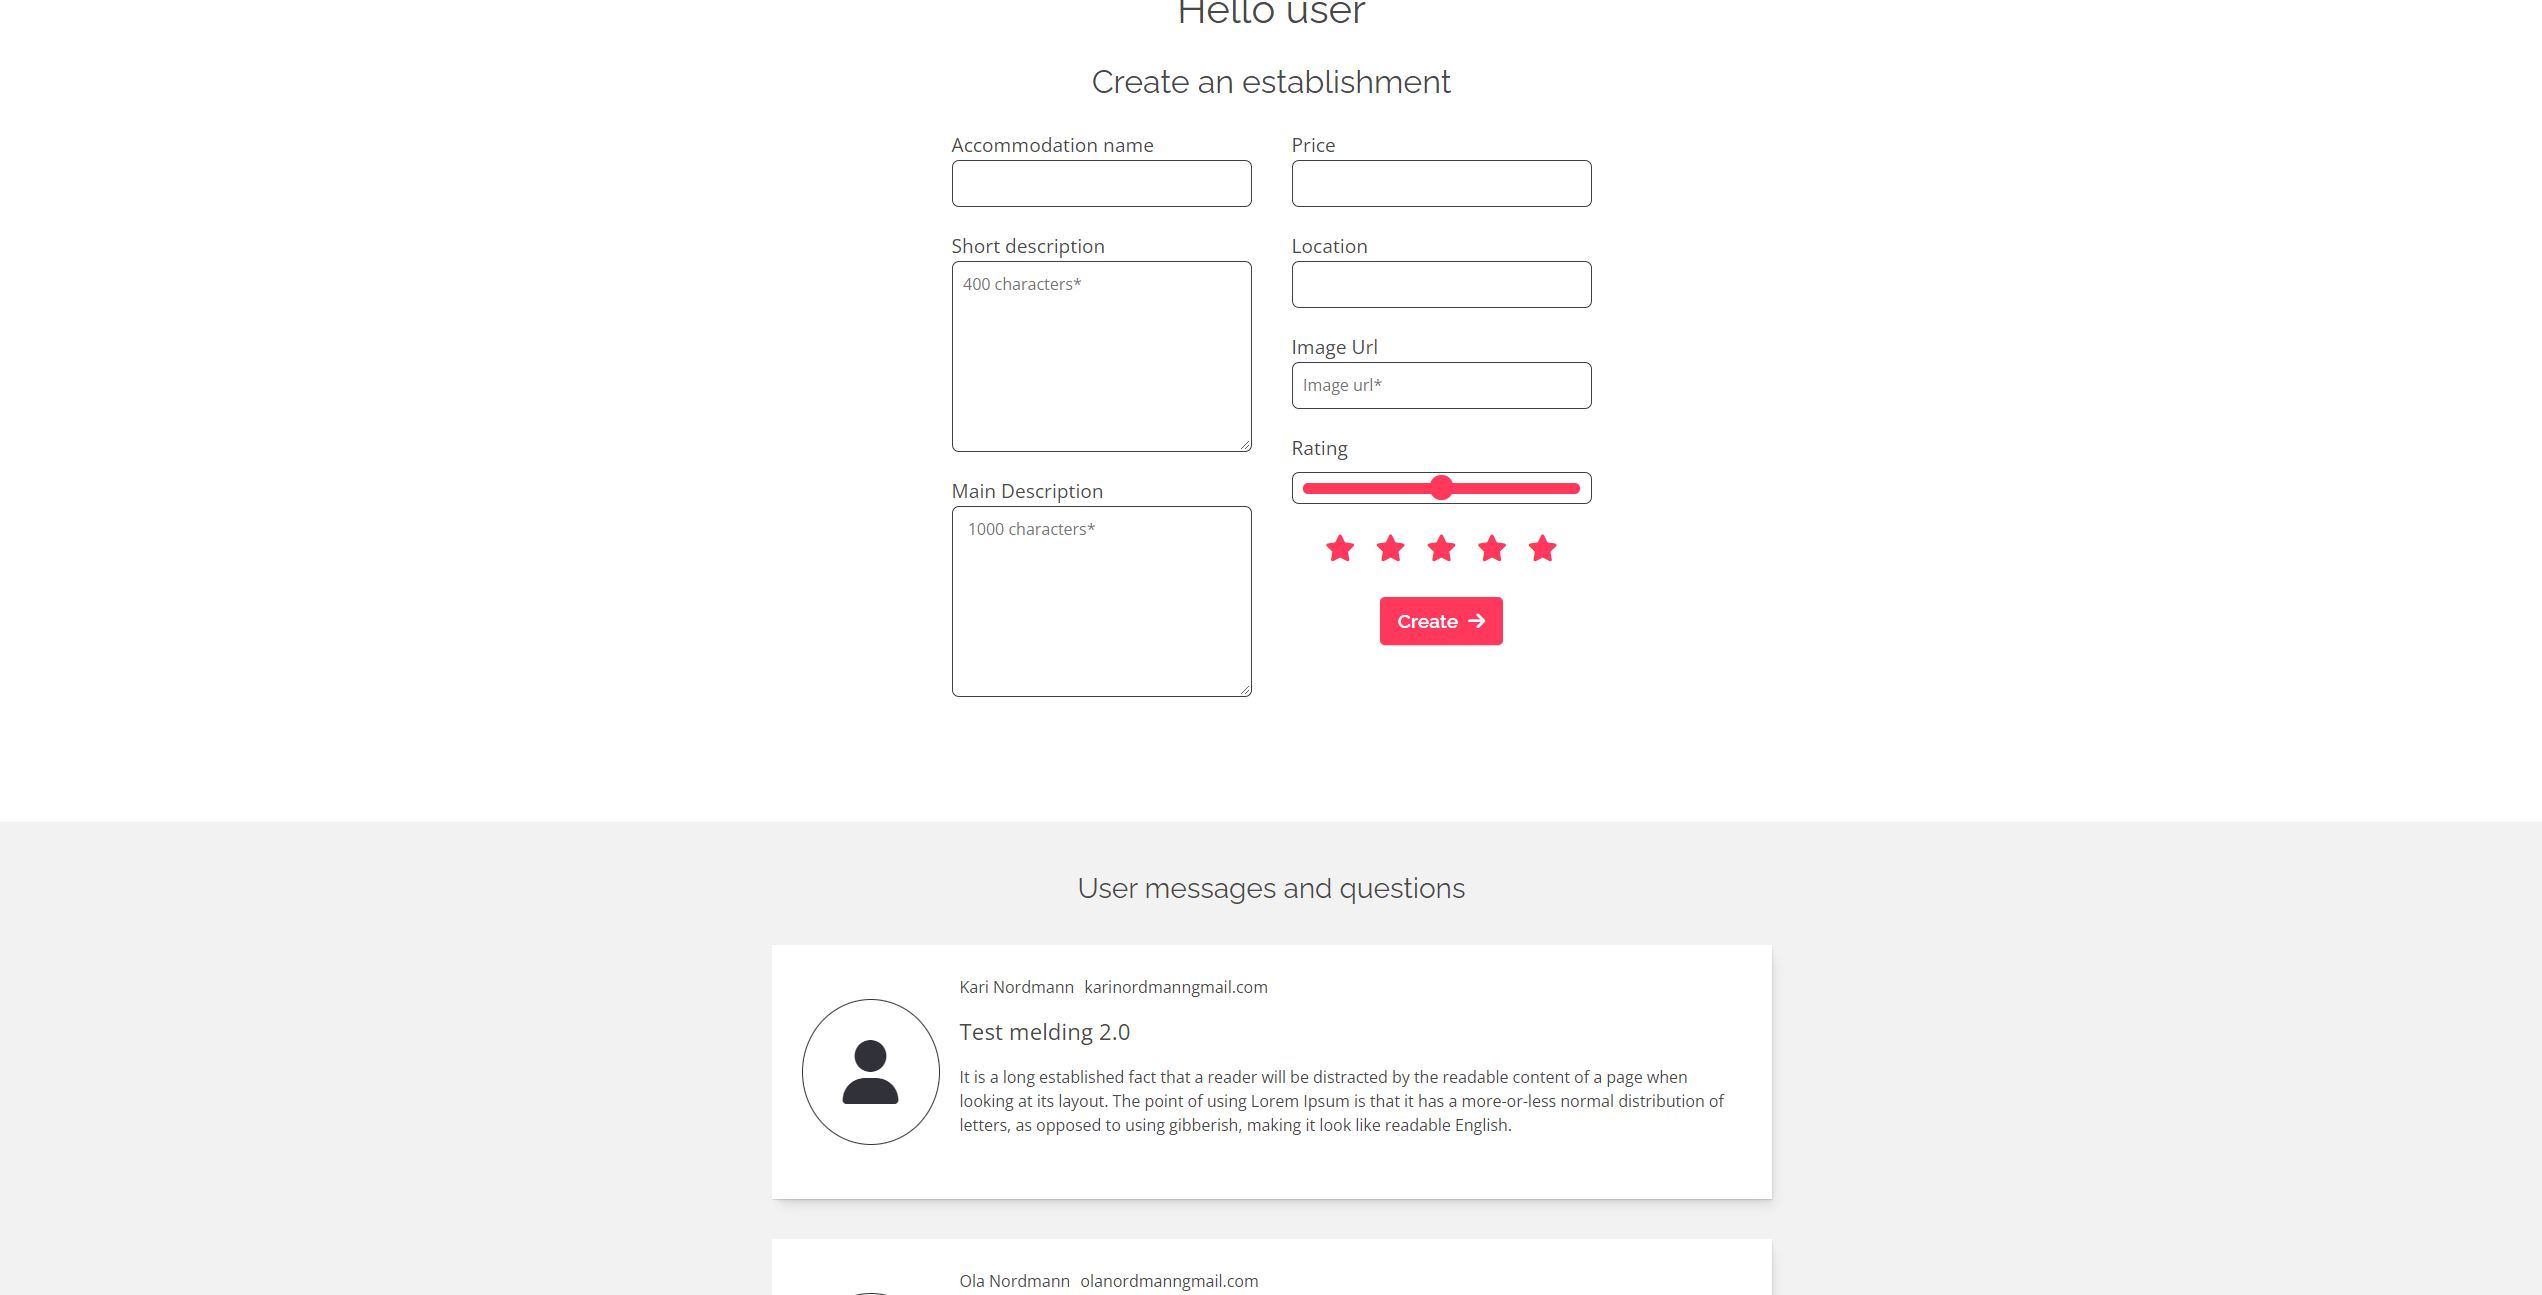 Hello user
Create an establishment
Accommodation name
Price
Short description
400 characters*
Location
Image Url
Image url*
Rating
Main Description
1000 characters*
Create
User messages and questions
Kari Nordmann karinordmanngmail.com
Test melding 2.0
It is a long established fact that a reader will be distracted by the readable content of a page when
looking at its layout. The point of using Lorem Ipsum is that it has a more-or-less normal distribution of
letters, as opposed to using gibberish, making it look like readable English.
Ola Nordmann olanordmanngmail.com